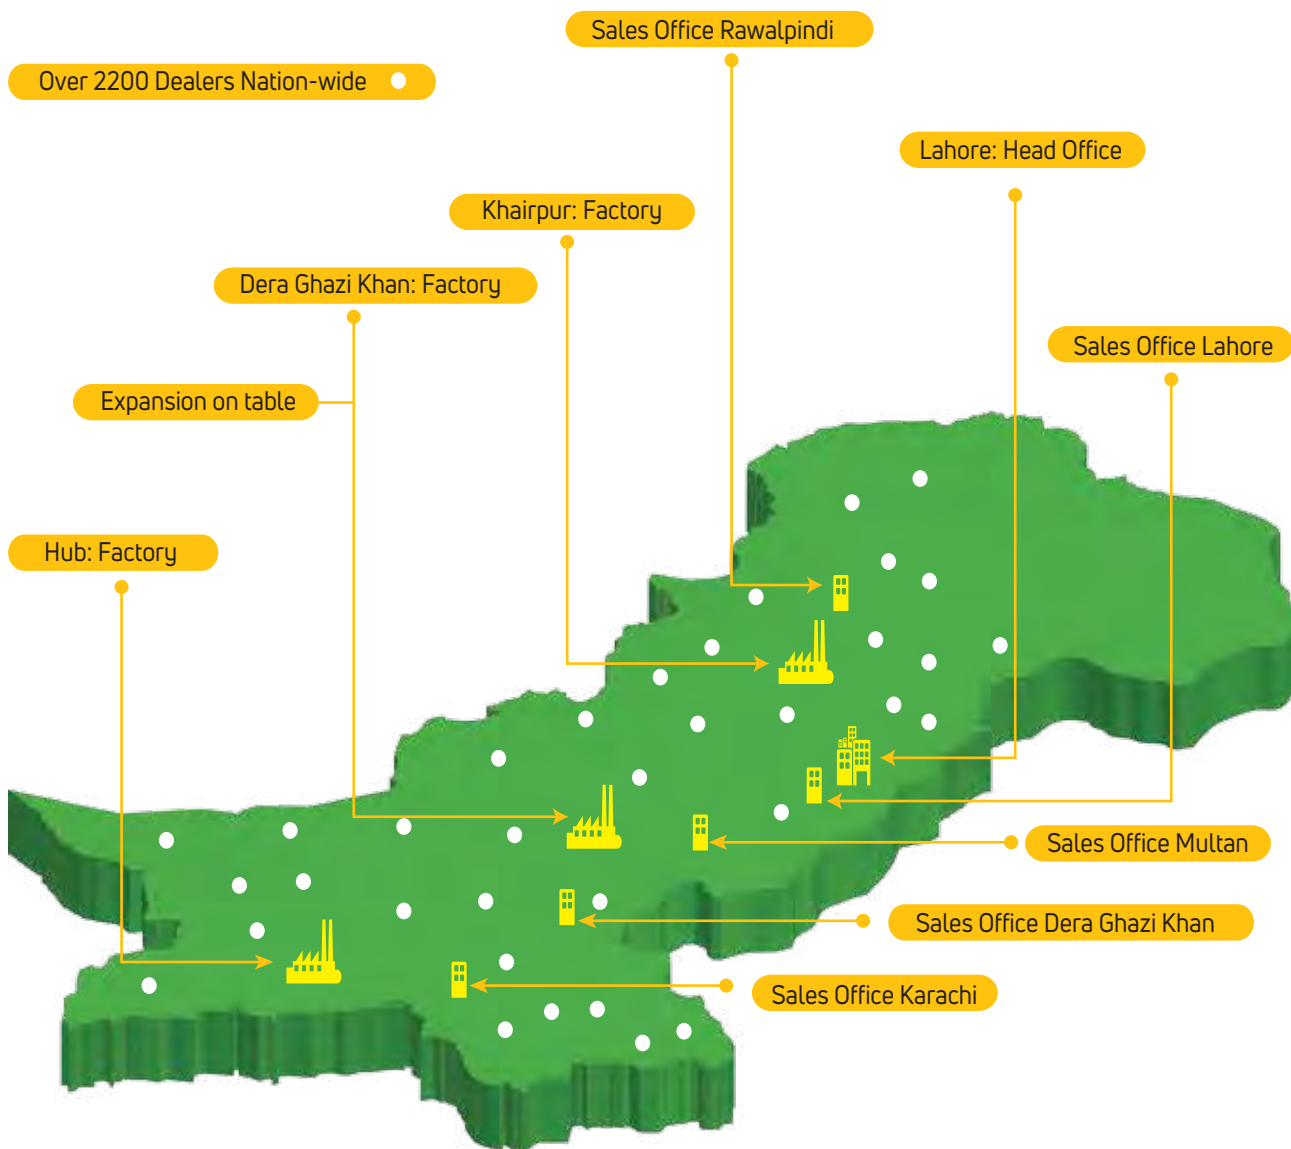 Sales Office Rawalpindi
Over 2200 Dealers Nation-wide
Lahore: Head Office
Khairpur: Factory
Dera Ghazi Khan: Factory
Sales Office Lahore
Expansion on table
Hub: Factory
Sales Office Multan
Sales Office Dera Ghazi Khan
Sales Office Karachi